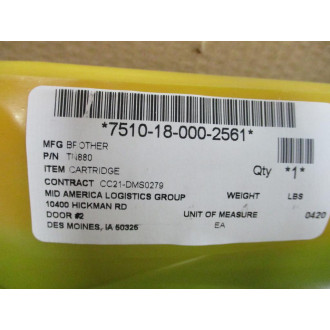 *7510-18-000-2561*
MFG BROTHER
P/N TN880
ITEM CARTRIDGE Qty *1*
CONTRACT CC21-DMS0279
MID AMERICA LOGISTICS GROUP WEIGHT LBS
10400 HICKMAN RD
DOOR #2 UNIT OF MEASURE 0420
DES MOINES, IA 50325 EA